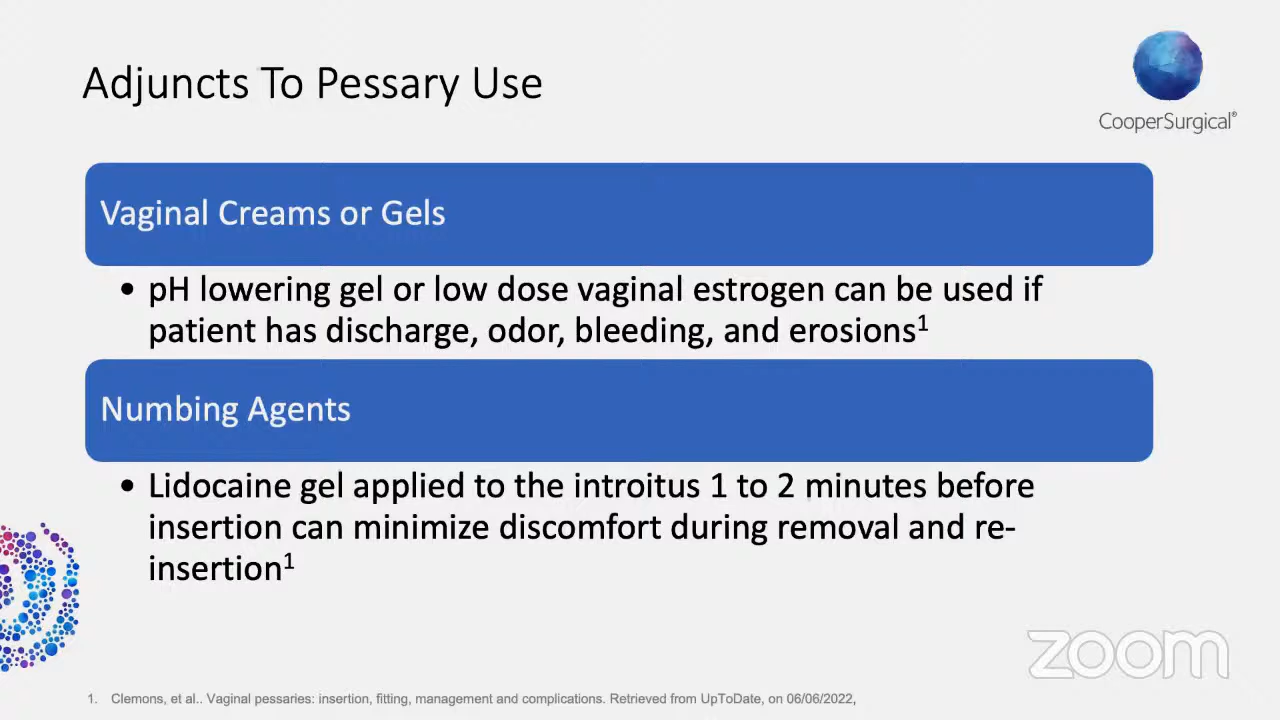 Adjuncts To Pessary Use
CooperSurgical®
Vaginal Creams or Gels
• pH lowering gel or low dose vaginal estrogen can be used if
patient has discharge, odor, bleeding, and erosions¹
Numbing Agents
• Lidocaine gel applied to the introitus 1 to 2 minutes before
insertion can minimize discomfort during removal and re-
insertion¹
zoom
1. Clemons, et al.. Vaginal pessaries: insertion, fitting, management and complications. Retrieved from UpToDate, on 06/06/2022,